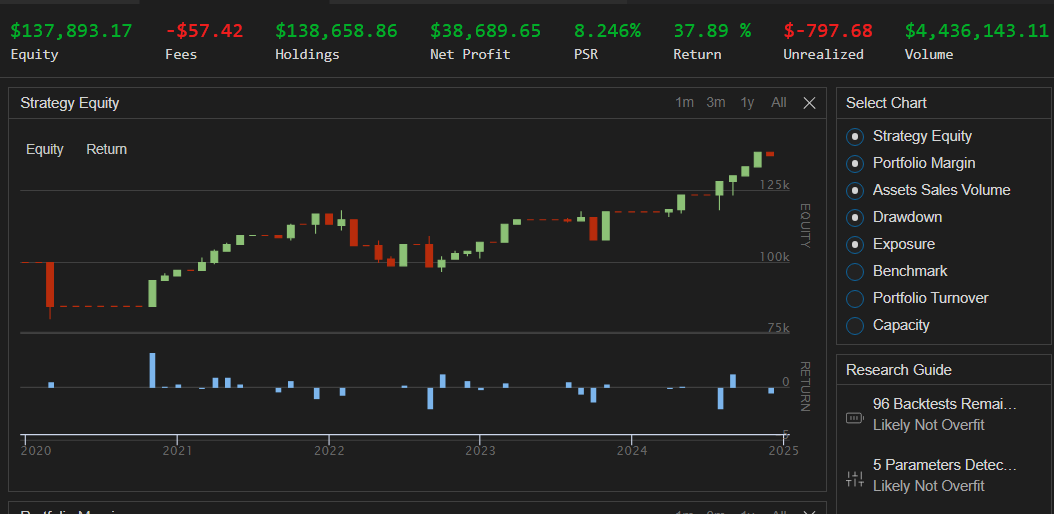 $137,893.17 -$57.42 $138,658.86 $38,689.65 8.246% 37.89 % $-797.68 $4,436,143.11
Equity Fees Holdings Net Profit PSR Return Unrealized Volume
Strategy Equity 1m 3m 1y All
Equity Return
125k
EQUITY
100k
75k
0
RETURN
2020 2021 2022 2023 2024 2025
Select Chart
Strategy Equity
Portfolio Margin
Assets Sales Volume
Drawdown
Exposure
Benchmark
Portfolio Turnover
Capacity
Research Guide
96 Backtests Remai…
Likely Not Overfit
5 Parameters Detec…
Likely Not Overfit